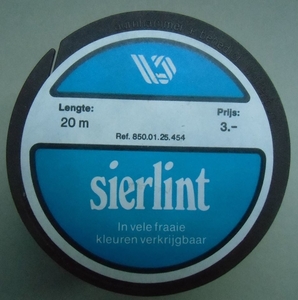 Lengte:
20 m
Prijs:
3.-
Ref. 850.01.25.454
sierlint
In vele fraaie
kleuren verkrijgbaar